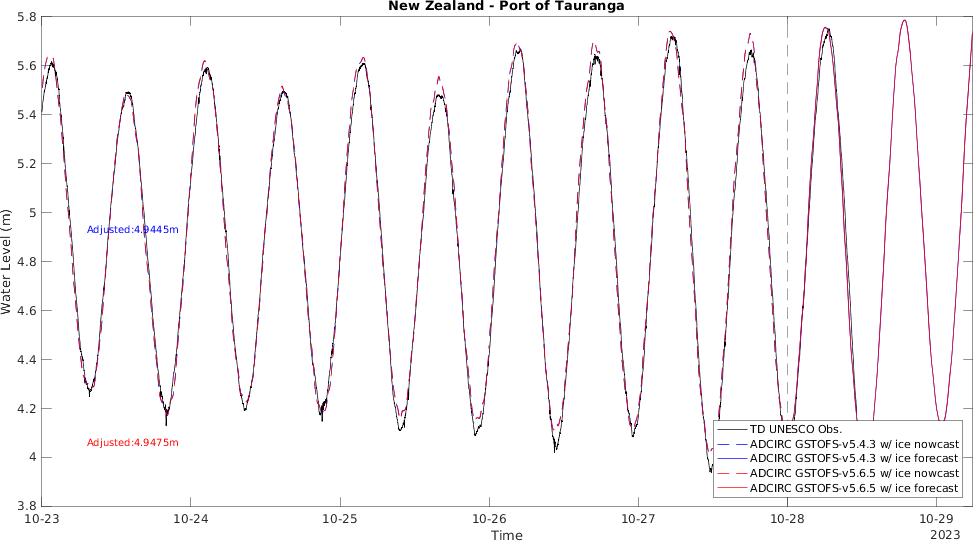 New Zealand - Port of Tauranga
5.8
5.6
5.4
5.2
5
4.8
4.6
4.4
4.2
4
3.8
Water Level (m)
Adjusted:4.9445m
Adjusted:4.9475m
TD UNESCO Obs.
ADCIRC GSTOFS-v5.4.3 w/ ice nowcast
ADCIRC GSTOFS-v5.4.3 w/ ice forecast
ADCIRC GSTOFS-v5.6.5 w/ ice nowcast
ADCIRC GSTOFS-v5.6.5 w/ ice forecast
10-23 10-24 10-25 10-26 10-27 10-28 10-29
Time
2023